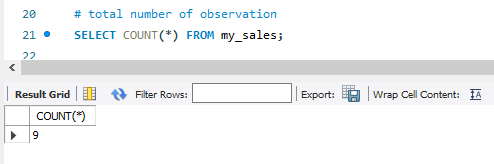 20 # total number of observation
21 SELECT COUNT(*) FROM my_sales;
22
Result Grid Filter Rows: Export: Wrap Cell Content:
COUNT(*)
9